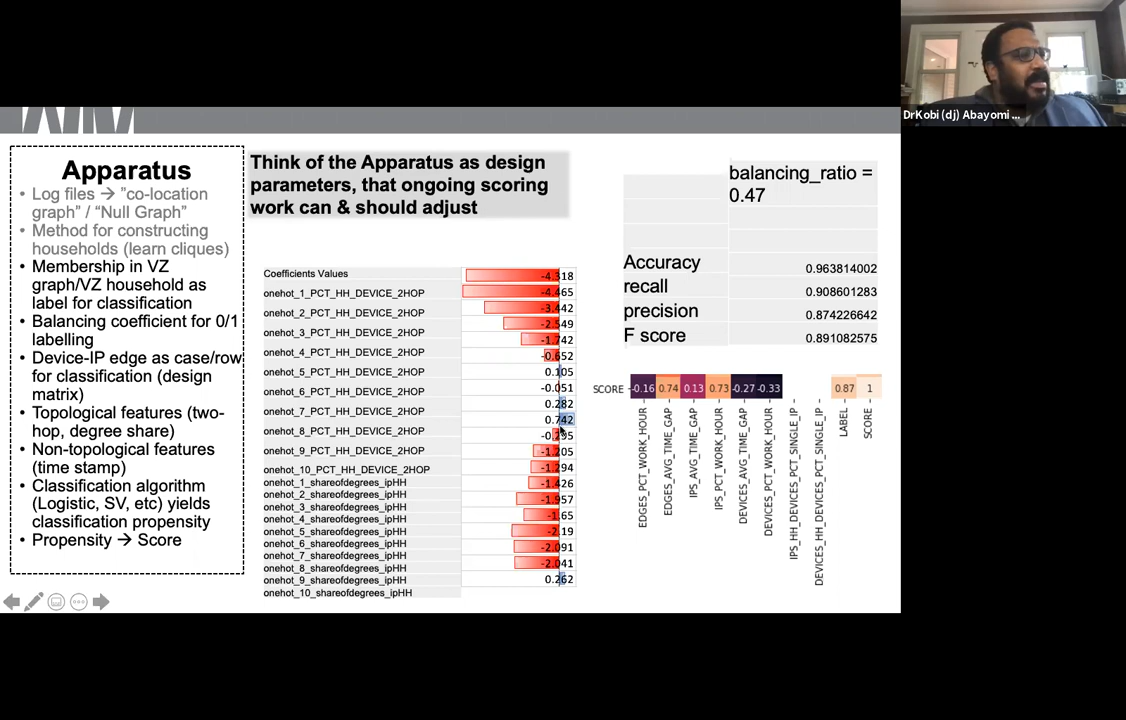 DrKobi (dj) Abayomi ...
Apparatus
• Log files → "co-location
graph" / "Null Graph"
• Method for constructing
households (learn cliques)
• Membership in VZ
graph/VZ household as
label for classification
• Balancing coefficient for 0/1
labelling
• Device-IP edge as case/row
for classification (design
matrix)
• Topological features (two-
hop, degree share)
• Non-topological features
(time stamp)
• Classification algorithm
(Logistic, SV, etc) yields
classification propensity
• Propensity → Score
Think of the Apparatus as design
parameters, that ongoing scoring
work can & should adjust
Coefficients Values
onehot_1_PCT_HH_DEVICE_2HOP
onehot_2_PCT_HH_DEVICE_2HOP
onehot_3_PCT_HH_DEVICE_2HOP
onehot_4_PCT_HH_DEVICE_2HOP
onehot_5_PCT_HH_DEVICE_2HOP
onehot_6_PCT_HH_DEVICE_2HOP
onehot_7_PCT_HH_DEVICE_2HOP
onehot_8_PCT_HH_DEVICE_2HOP
onehot_9_PCT_HH_DEVICE_2HOP
onehot_10_PCT_HH_DEVICE_2HOP
onehot_1_shareofdegrees_ipHH
onehot_2_shareofdegrees_ipHH
onehot_3_shareofdegrees_ipHH
onehot_4_shareofdegrees_ipHH
onehot_5_shareofdegrees_ipHH
onehot_6_shareofdegrees_ipHH
onehot_7_shareofdegrees_ipHH
onehot_8_shareofdegrees_ipHH
onehot_9_shareofdegrees_ipHH
onehot_10_shareofdegrees_ipHH
-4.318
-4.465
-3.442
-2.549
-1.742
-0.652
0.105
-0.051
0.282
0.742
-1.205
-1.294
-1.426
-1.957
-1.65
-2.19
-2.091
-2.041
0.262
balancing_ratio =
0.47
Accuracy 0.963814002
recall 0.908601283
precision 0.874226642
F score 0.891082575
SCORE -0.16 0.74 0.13 0.73 -0.27 -0.33 0.87 1
EDGES_PCT_WORK_HOUR
EDGES_AVG_TIME_GAP
IPS_AVG_TIME_GAP
IPS_PCT_WORK_HOUR
DEVICES_AVG_TIME_GAP
DEVICES_PCT_WORK_HOUR
IPS_HH_DEVICES_PCT_SINGLE_IP
DEVICES_HH_DEVICES_PCT_SINGLE_IP
LABEL
SCORE